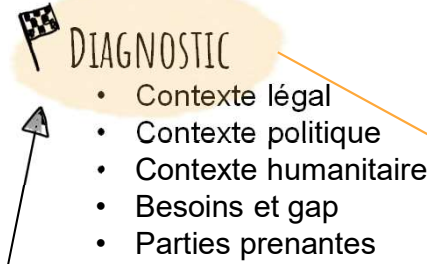 DIAGNOSTIC
• Contexte légal
• Contexte politique
• Contexte humanitaire
• Besoins et gap
• Parties prenantes